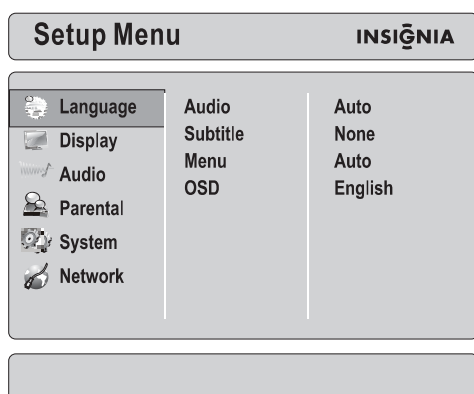 Setup Menu
INSIGNIA
Language
Display
Audio
Parental
System
Network
Audio
Subtitle
Menu
OSD
Auto
None
Auto
English